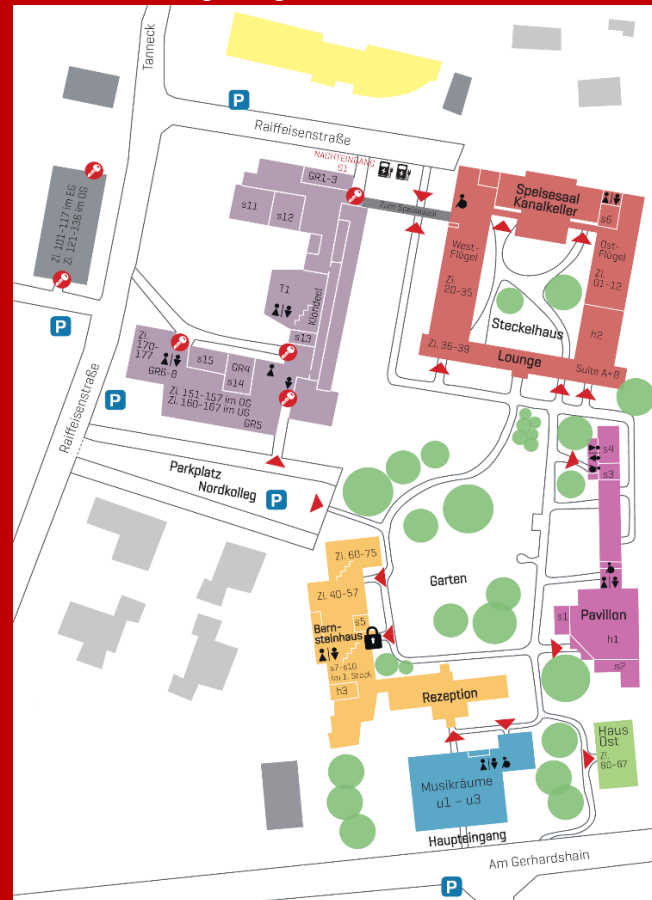 Tanneck
P
Raiffeisenstraße
NACHTEINGANG
S1
GR1-3
Zum Speisesaal
Speisesaal
Kanalkeller
s6
s11
s12
West-
Flügel
Ost-
Flügel
Zi. 101-117 im EG
Zi. 121-136 im OG
Zi.
20-35
Zi.
01-12
T1
Klöndeel
Steckelhaus
P
h2
s13
Zi.
170-
177
s15
GR4
s14
GR6-8
Zi. 36-39
Lounge
Suite A+B
Zi. 151-157 im OG
Zi. 160-167 im UG
GR5
P
Raiffeisenstraße
s4
s3
Parkplatz
Nordkolleg
P
Zi. 60-75
Garten
Zi. 40-57
s5
Bern-
steinhaus
s1
Pavillon
h1
s7-s10
im 1. Stock
s2
h3
Rezeption
Haus
Ost
Zi.
80-87
Musikräume
u1 – u3
Haupteingang
Am Gerhardshain
P